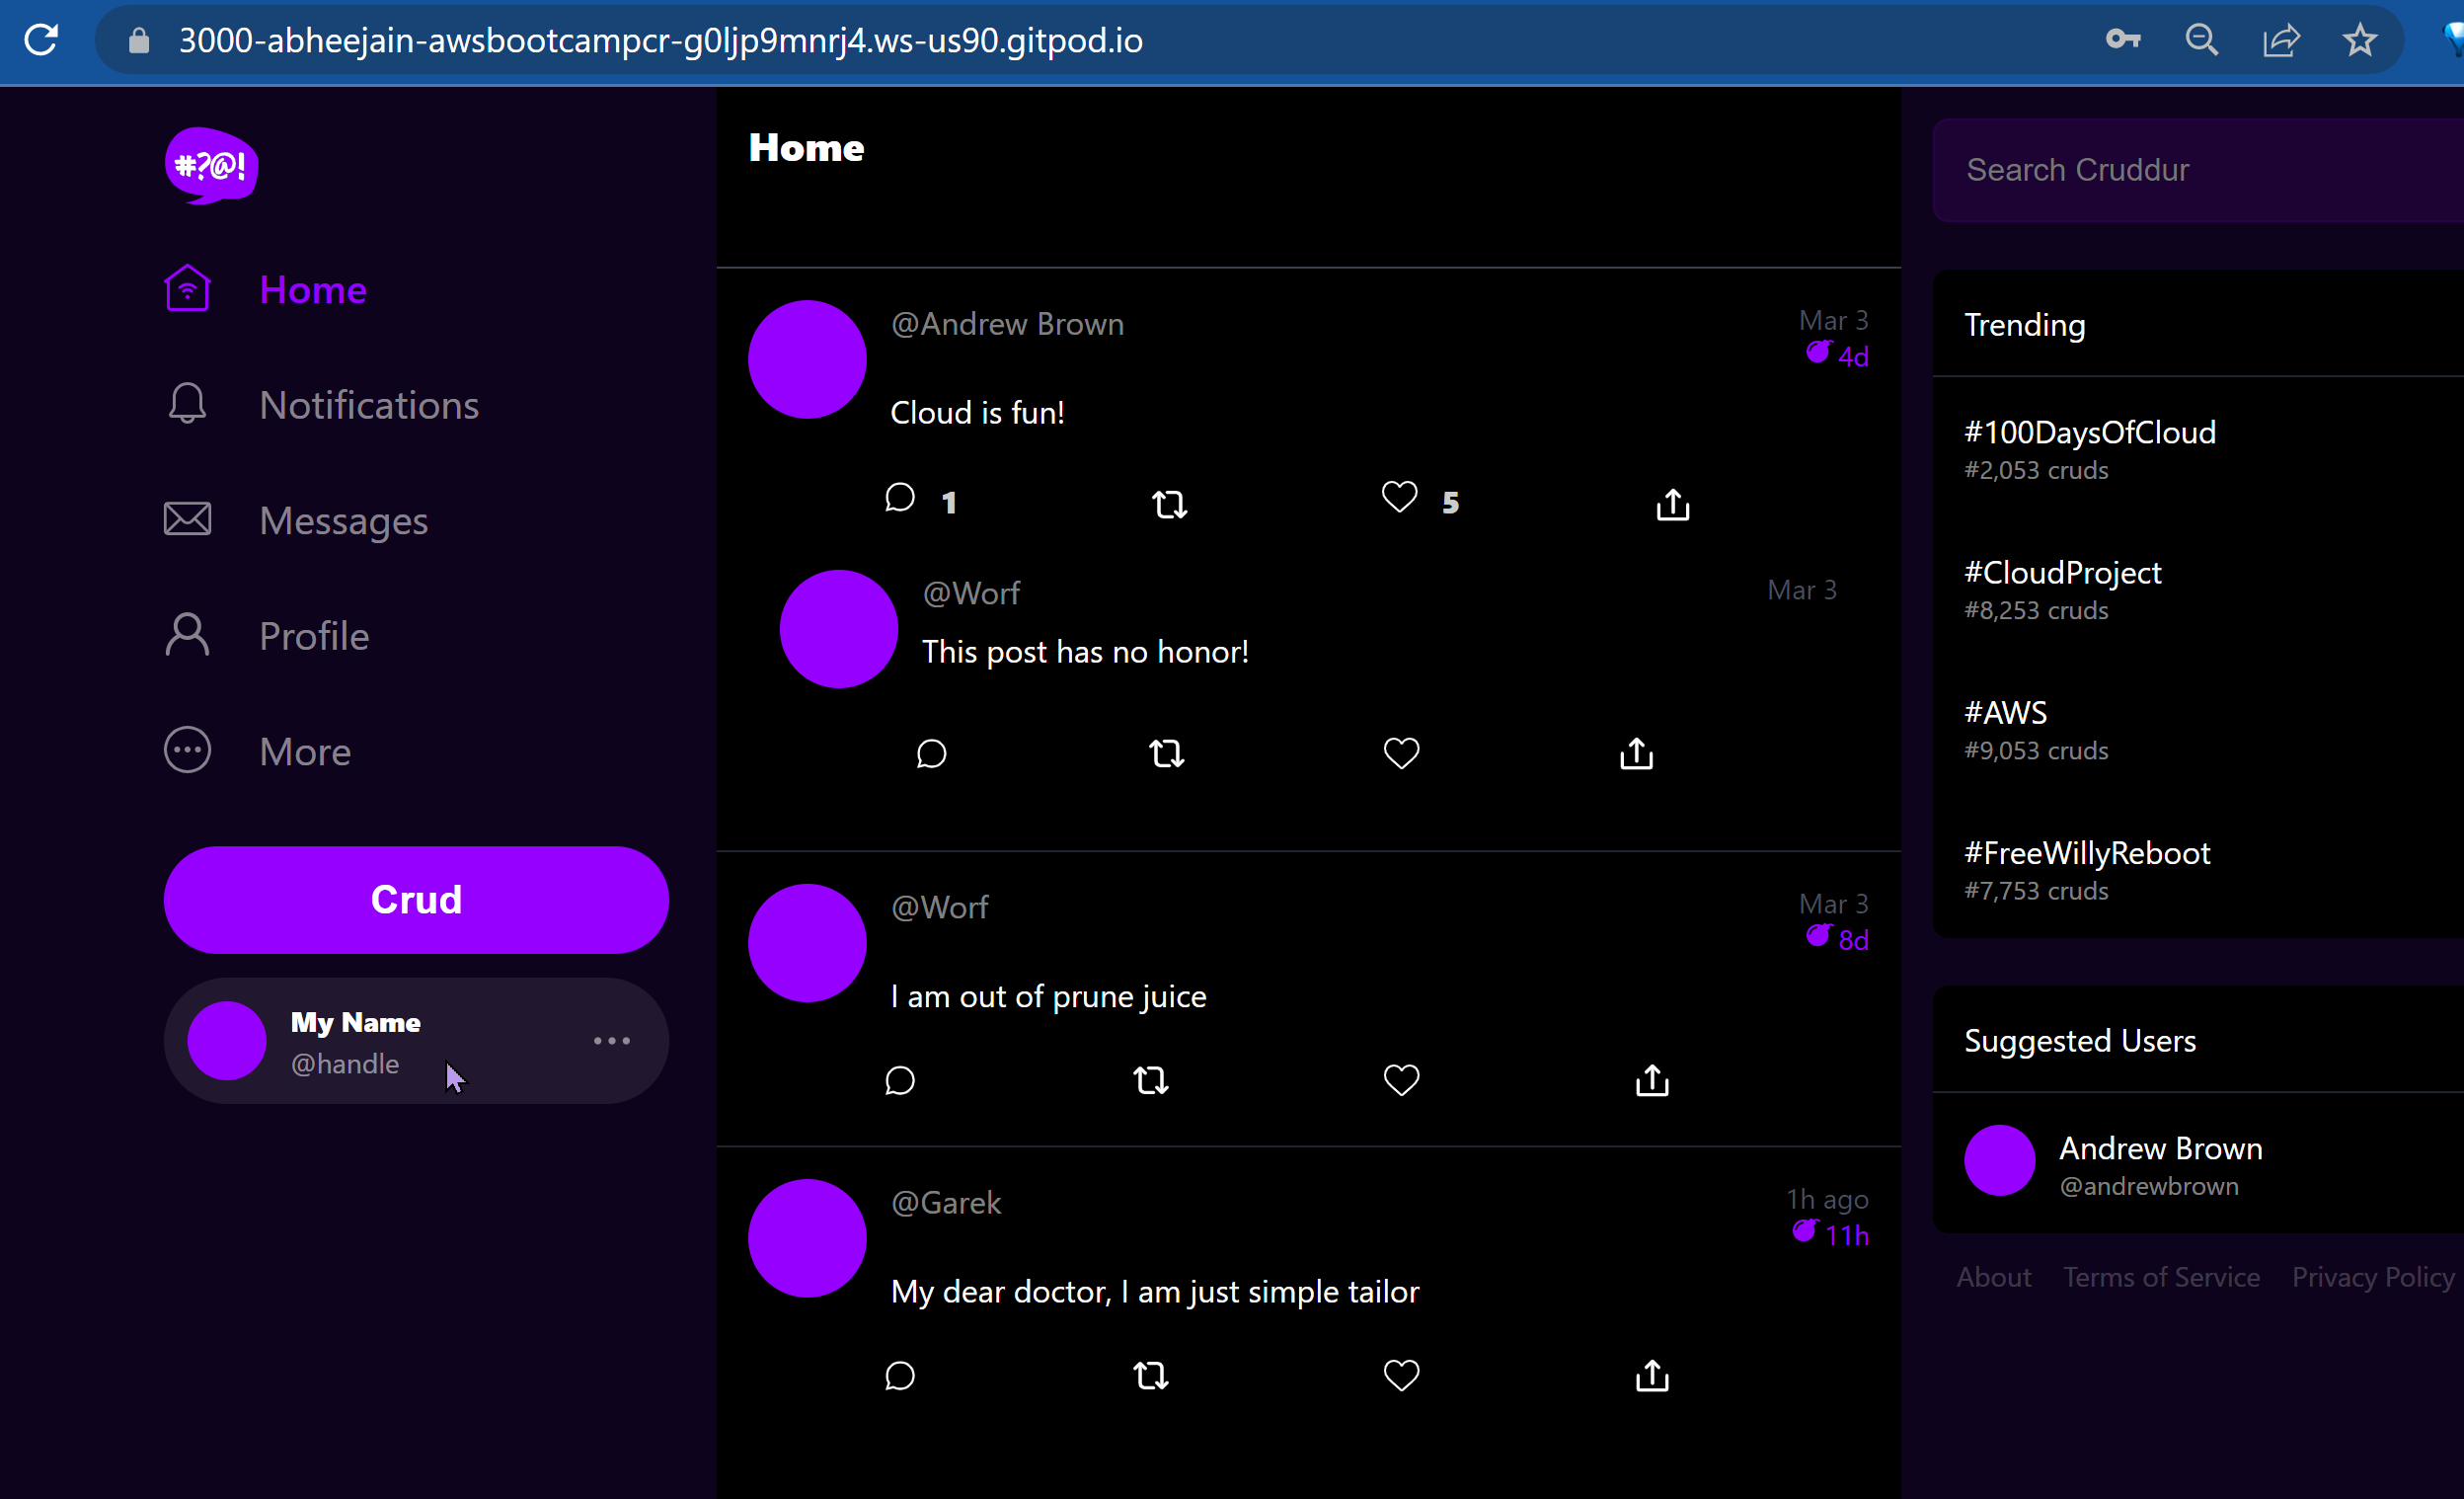 3000-abheejain-awsbootcampcr-g0ljp9mnrj4.ws-us90.gitpod.io
#?@!
Home
Notifications
Messages
Profile
More
Crud
My Name
@handle
Home
@Andrew Brown
Mar 3
4d
Cloud is fun!
1
5
@Worf
Mar 3
This post has no honor!
@Worf
Mar 3
8d
I am out of prune juice
@Garek
1h ago
11h
My dear doctor, I am just simple tailor
Search Cruddur
Trending
#100DaysOfCloud
#2,053 cruds
#CloudProject
#8,253 cruds
#AWS
#9,053 cruds
#FreeWillyReboot
#7,753 cruds
Suggested Users
Andrew Brown
@andrewbrown
About Terms of Service Privacy Policy